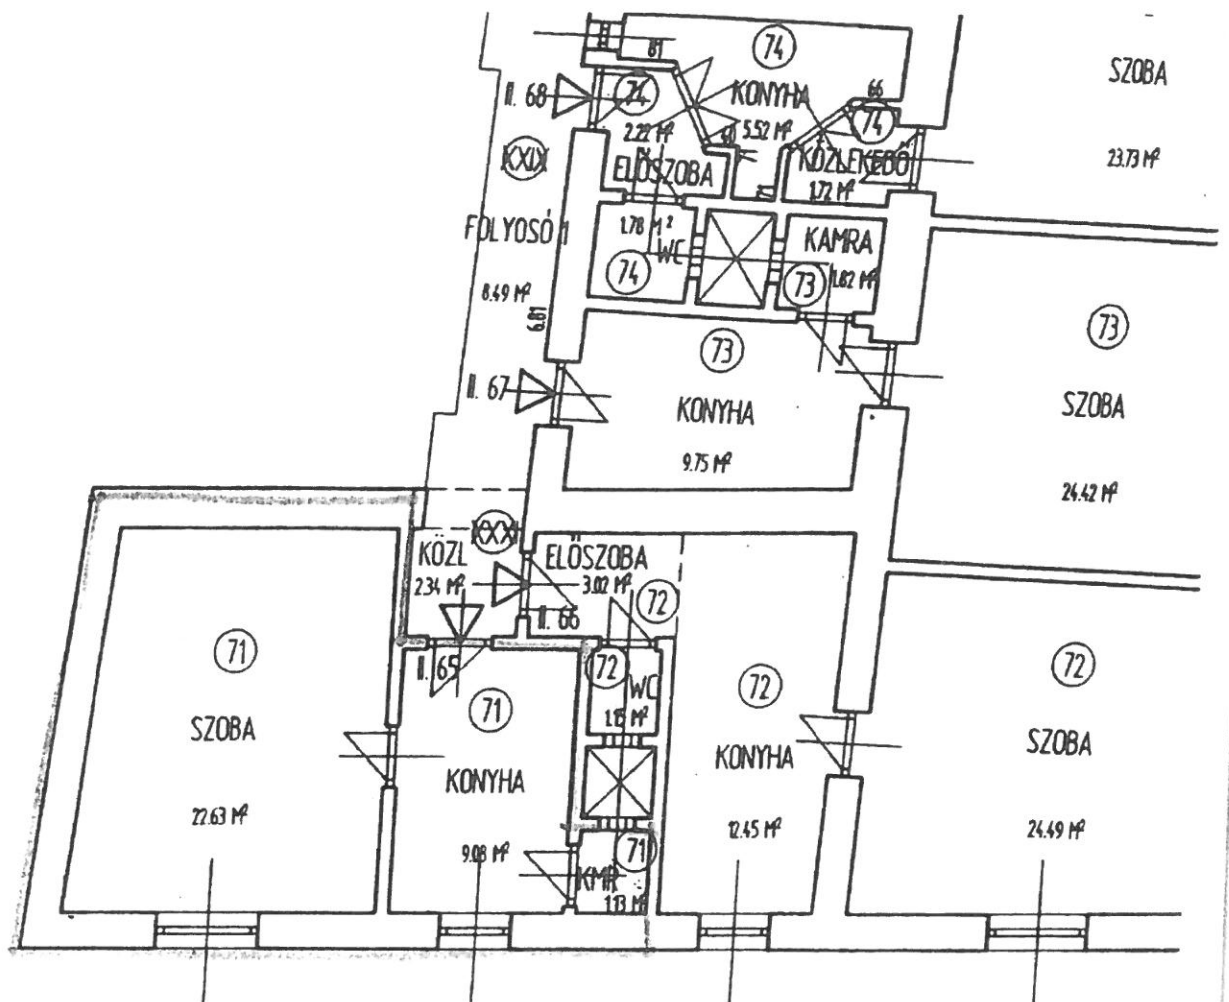 81
74
KONYHA
5.52 M²
66
SZOBA
23.73 M²
II. 68
74
2.22 M²
ELŐSZOBA
74
KÖZLEKEDŐ
1.72 M²
XXIX
FOLYOSÓ 1
8.49 M²
6.81
1.78 M²
WC
74
KAMRA
1.82 M²
73
73
KONYHA
9.75 M²
73
SZOBA
24.42 M²
II. 67
XXX
KÖZL
2.34 M²
ELŐSZOBA
3.02 M²
72
II. 66
II. 65
71
SZOBA
22.63 M²
71
KONYHA
9.08 M²
72
WC
1.15 M²
72
KONYHA
12.45 M²
72
SZOBA
24.49 M²
71
KMR
1.13 M²